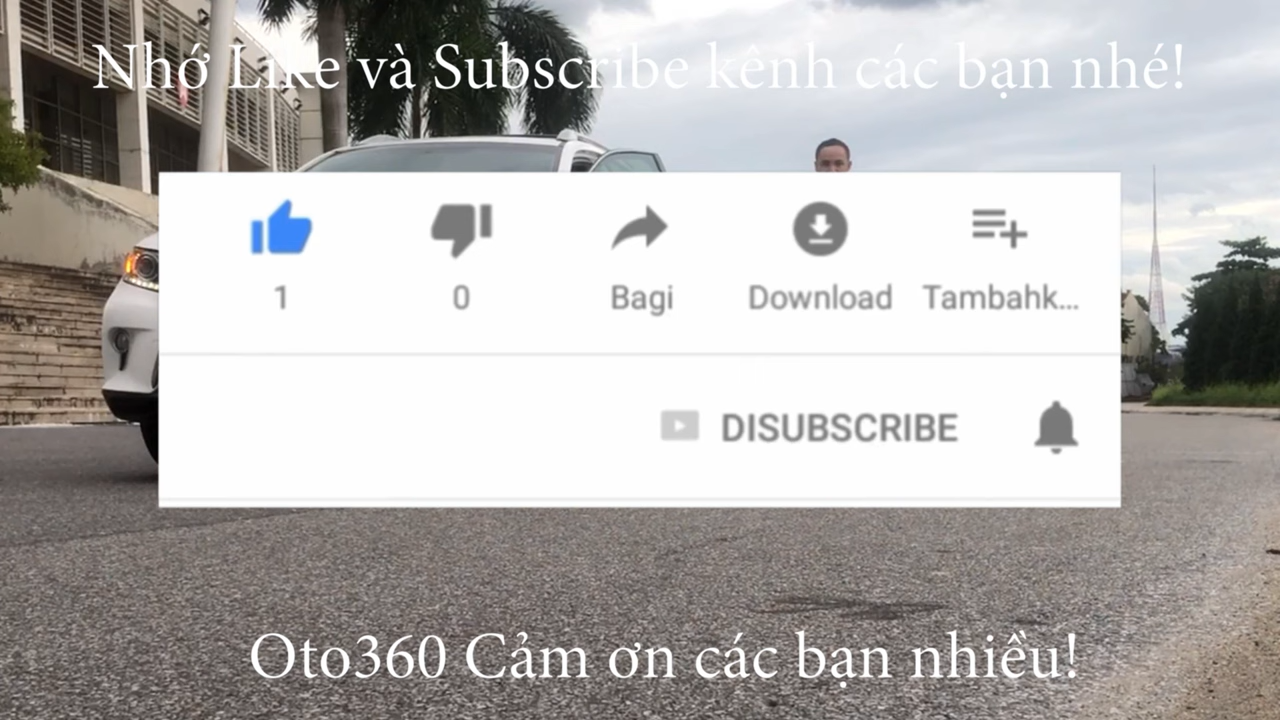 Nhớ Like và Subscribe kênh các bạn nhé!
1 0 Bagi Download Tambahk...
DISUBSCRIBE
Oto360 Cảm ơn các bạn nhiều!